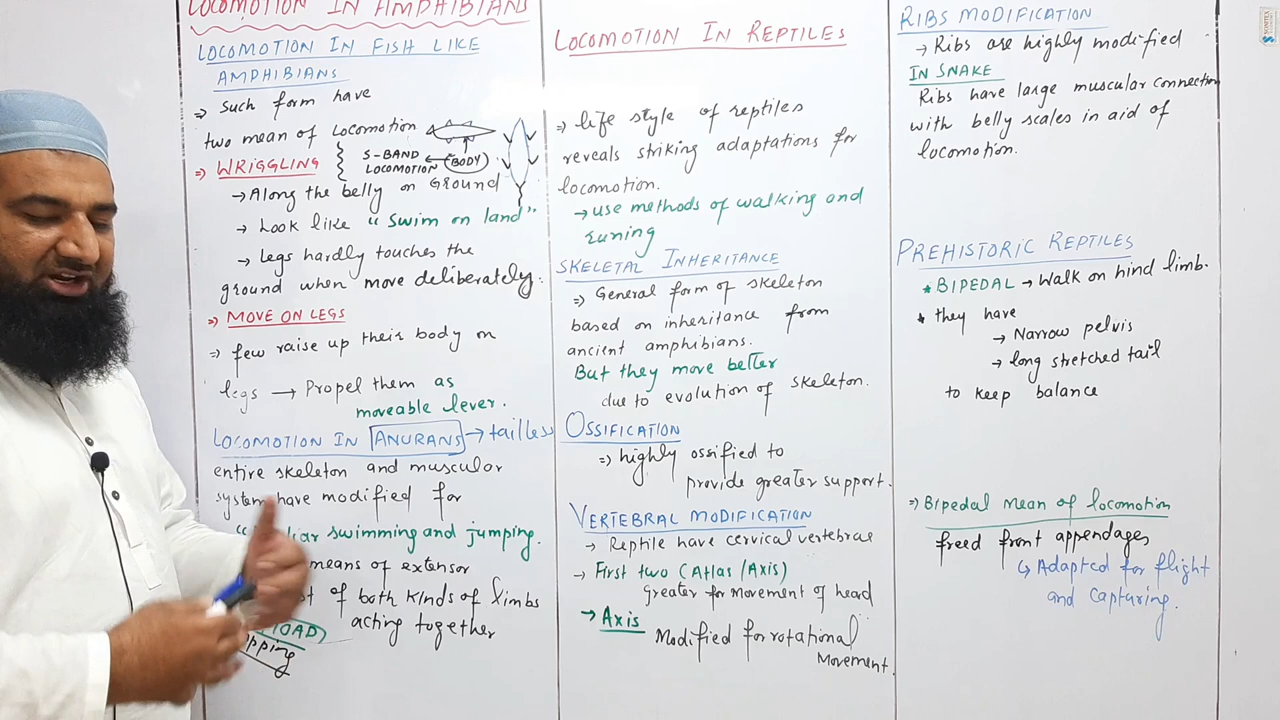 LOCOMOTION IN AMPHIBIANS
LOCOMOTION IN FISH LIKE
AMPHIBIANS
⇒ Such form have
two mean of Locomotion
⇒ WRIGGLING
S-BAND
LOCOMOTION
BODY
→ Along the belly on Ground
→ Look like "Swim on land"
→ Legs hardly touches the
ground when move deliberately.
⇒ MOVE ON LEGS
⇒ few raise up their body on
legs → Propel them as
moveable lever.
LOCOMOTION IN ANURANS → tailless
entire skeleton and muscular
system have modified for
swimming and jumping.
means of extensor
of both kinds of limbs
acting together
OAD)
LOCOMOTION IN REPTILES
⇒ life style of reptiles
reveals striking adaptations for
locomotion.
→ use methods of walking and
runing
SKELETAL INHERITANCE
⇒ General form of skeleton
based on inheritance from
ancient amphibians.
But they move better
due to evolution of skeleton.
OSSIFICATION
⇒ highly ossified to
provide greater support.
VERTEBRAL MODIFICATION
→ Reptile have cervical vertebrae
→ First two (Atlas/Axis)
greater for movement of head
→ Axis
Modified for rotational
Movement.
RIBS MODIFICATION
→ Ribs are highly modified
IN SNAKE
Ribs have large muscular connection
with belly scales in aid of
locomotion.
PREHISTORIC REPTILES
* BIPEDAL → Walk on hind limb.
* they have
→ Narrow pelvis
→ long stretched tail
to keep balance
⇒ Bipedal mean of locomotion
freed front appendages
↳ Adapted for flight
and capturing.